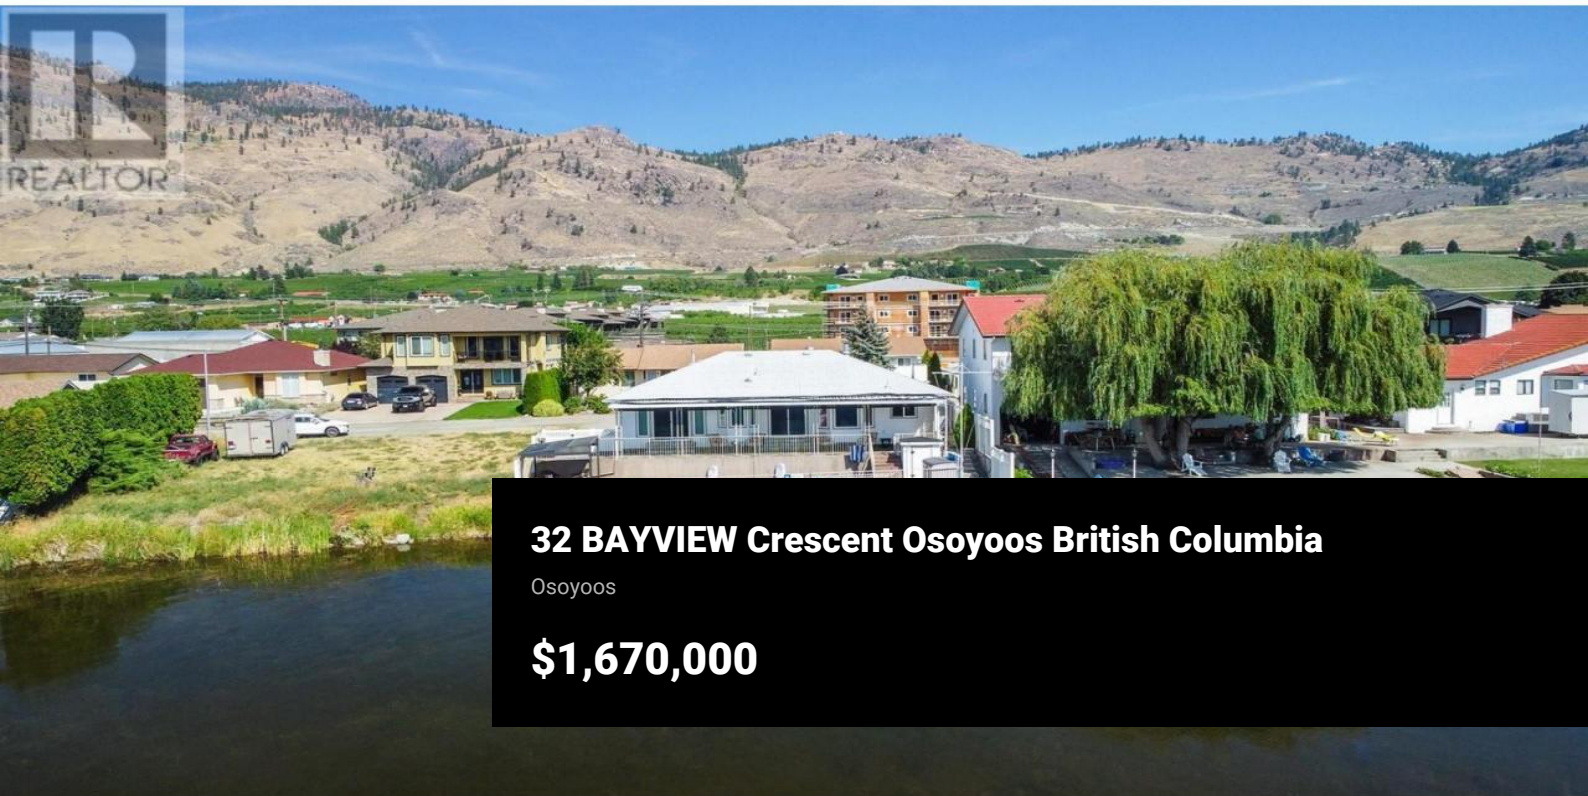 REALTOR
32 BAYVIEW Crescent Osoyoos British Columbia
Osoyoos
$1,670,000